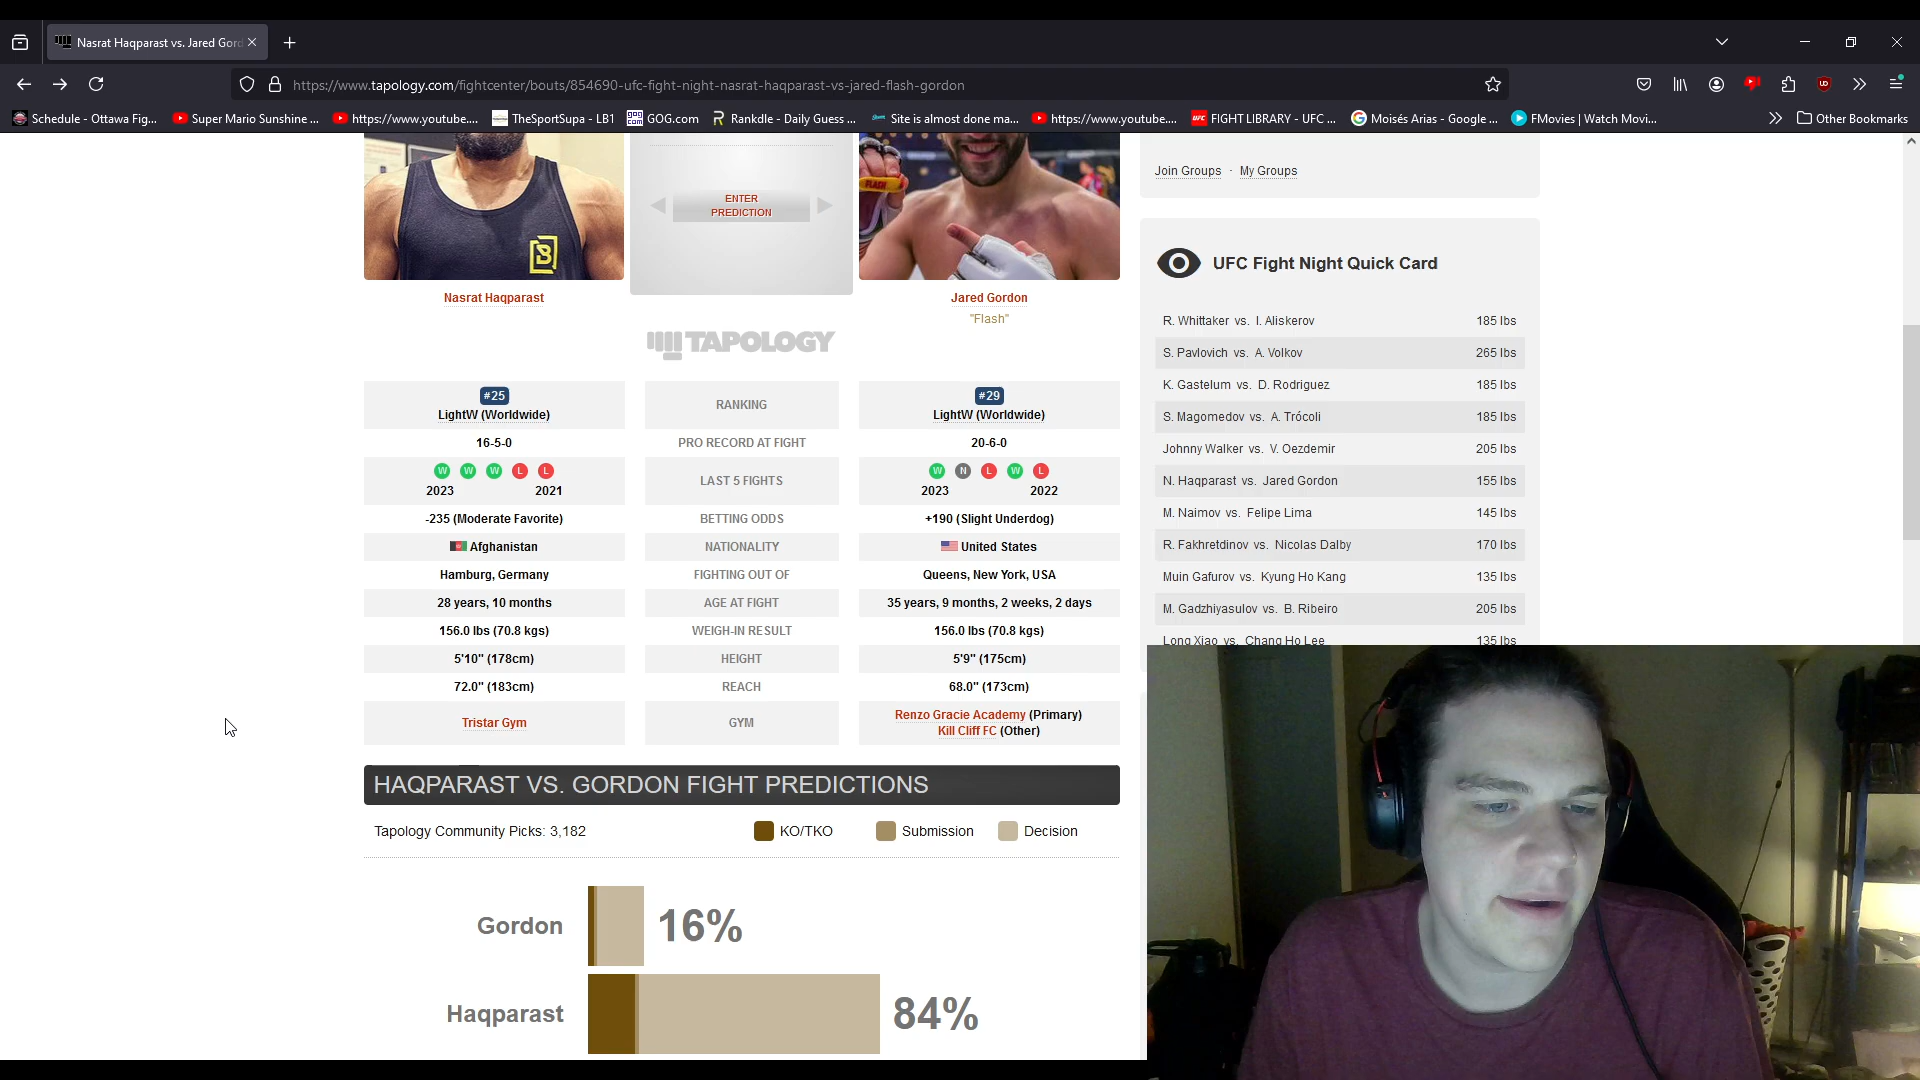 Nasrat Haqparast vs. Jared Gord
https://www.tapology.com/fightcenter/bouts/854690-ufc-fight-night-nasrat-haqparast-vs-jared-flash-gordon
Schedule - Ottawa Fig...
Super Mario Sunshine ...
https://www.youtube....
TheSportSupa - LB1
GOG.com
Rankdle - Daily Guess ...
Site is almost done ma...
https://www.youtube....
FIGHT LIBRARY - UFC ...
Moisés Arias - Google ...
FMovies | Watch Movi...
Other Bookmarks
FLASH
ENTER
PREDICTION
Nasrat Haqparast
Jared Gordon
"Flash"
TAPOLOGY
#25
LightW (Worldwide)
RANKING
#29
LightW (Worldwide)
16-5-0
PRO RECORD AT FIGHT
20-6-0
W W W L L
2023 2021
LAST 5 FIGHTS
W N L W L
2023 2022
-235 (Moderate Favorite)
BETTING ODDS
+190 (Slight Underdog)
Afghanistan
NATIONALITY
United States
Hamburg, Germany
FIGHTING OUT OF
Queens, New York, USA
28 years, 10 months
AGE AT FIGHT
35 years, 9 months, 2 weeks, 2 days
156.0 lbs (70.8 kgs)
WEIGH-IN RESULT
156.0 lbs (70.8 kgs)
5'10" (178cm)
HEIGHT
5'9" (175cm)
72.0" (183cm)
REACH
68.0" (173cm)
Tristar Gym
GYM
Renzo Gracie Academy (Primary)
Kill Cliff FC (Other)
HAQPARAST VS. GORDON FIGHT PREDICTIONS
Tapology Community Picks: 3,182
KO/TKO
Submission
Decision
Gordon
16%
Haqparast
84%
Join Groups · My Groups
UFC Fight Night Quick Card
R. Whittaker vs. I. Aliskerov 185 lbs
S. Pavlovich vs. A. Volkov 265 lbs
K. Gastelum vs. D. Rodriguez 185 lbs
S. Magomedov vs. A. Trócoli 185 lbs
Johnny Walker vs. V. Oezdemir 205 lbs
N. Haqparast vs. Jared Gordon 155 lbs
M. Naimov vs. Felipe Lima 145 lbs
R. Fakhretdinov vs. Nicolas Dalby 170 lbs
Muin Gafurov vs. Kyung Ho Kang 135 lbs
M. Gadzhiyasulov vs. B. Ribeiro 205 lbs
Long Xiao vs. Chang Ho Lee 135 lbs